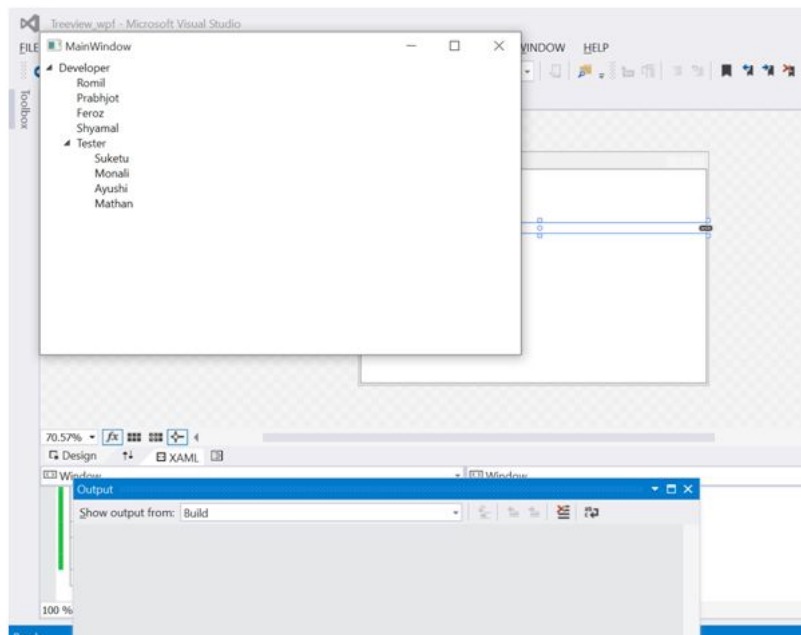 Treeview_wpf - Microsoft Visual Studio
FILE
MainWindow
WINDOW HELP
Toolbox
Developer
Romil
Prabhjot
Feroz
Shyamal
Tester
Suketu
Monali
Ayushi
Mathan
70.57%
fx
Design
XAML
Window
Window
Output
Show output from: Build
100 %